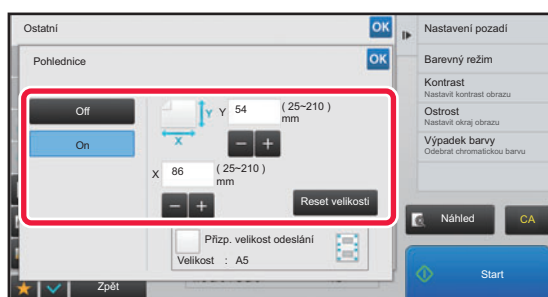 Ostatní
OK
Pohlednice
OK
Off
On
Y
Y 54 ( 25~210 )
mm
X
X 86 ( 25~210 )
mm
Reset velikosti
Přizp. velikost odeslání
Velikost : A5
Zpět
Nastavení pozadí
Barevný režim
Kontrast
Nastavit kontrast obrazu
Ostrost
Nastavit okraj obrazu
Výpadek barvy
Odebrat chromatickou barvu
Náhled
CA
Start